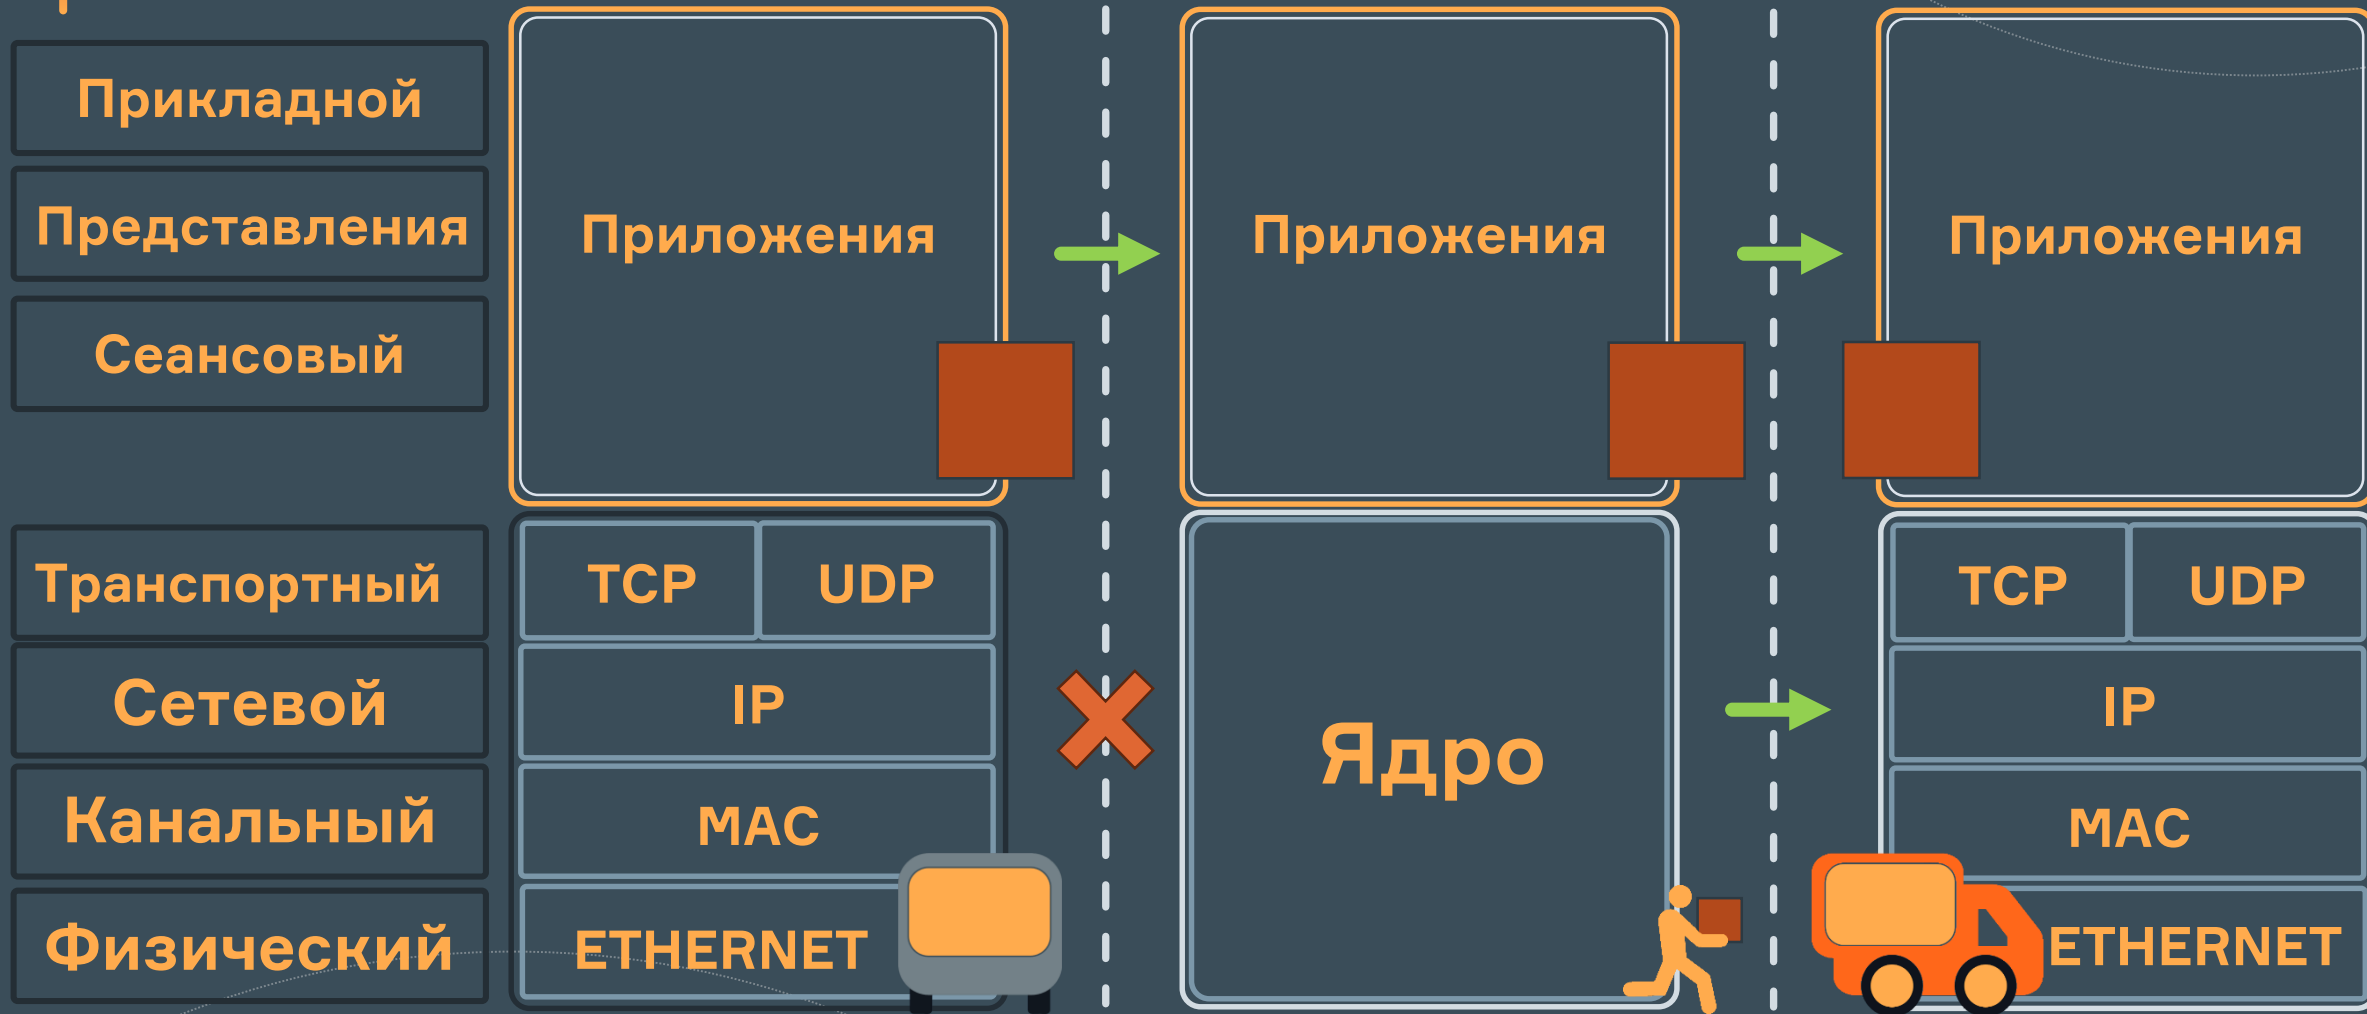 Прикладной
Представления
Сеансовый
Транспортный
Сетевой
Канальный
Физический
Приложения
TCP
UDP
IP
MAC
ETHERNET
Приложения
Ядро
Приложения
TCP
UDP
IP
MAC
ETHERNET